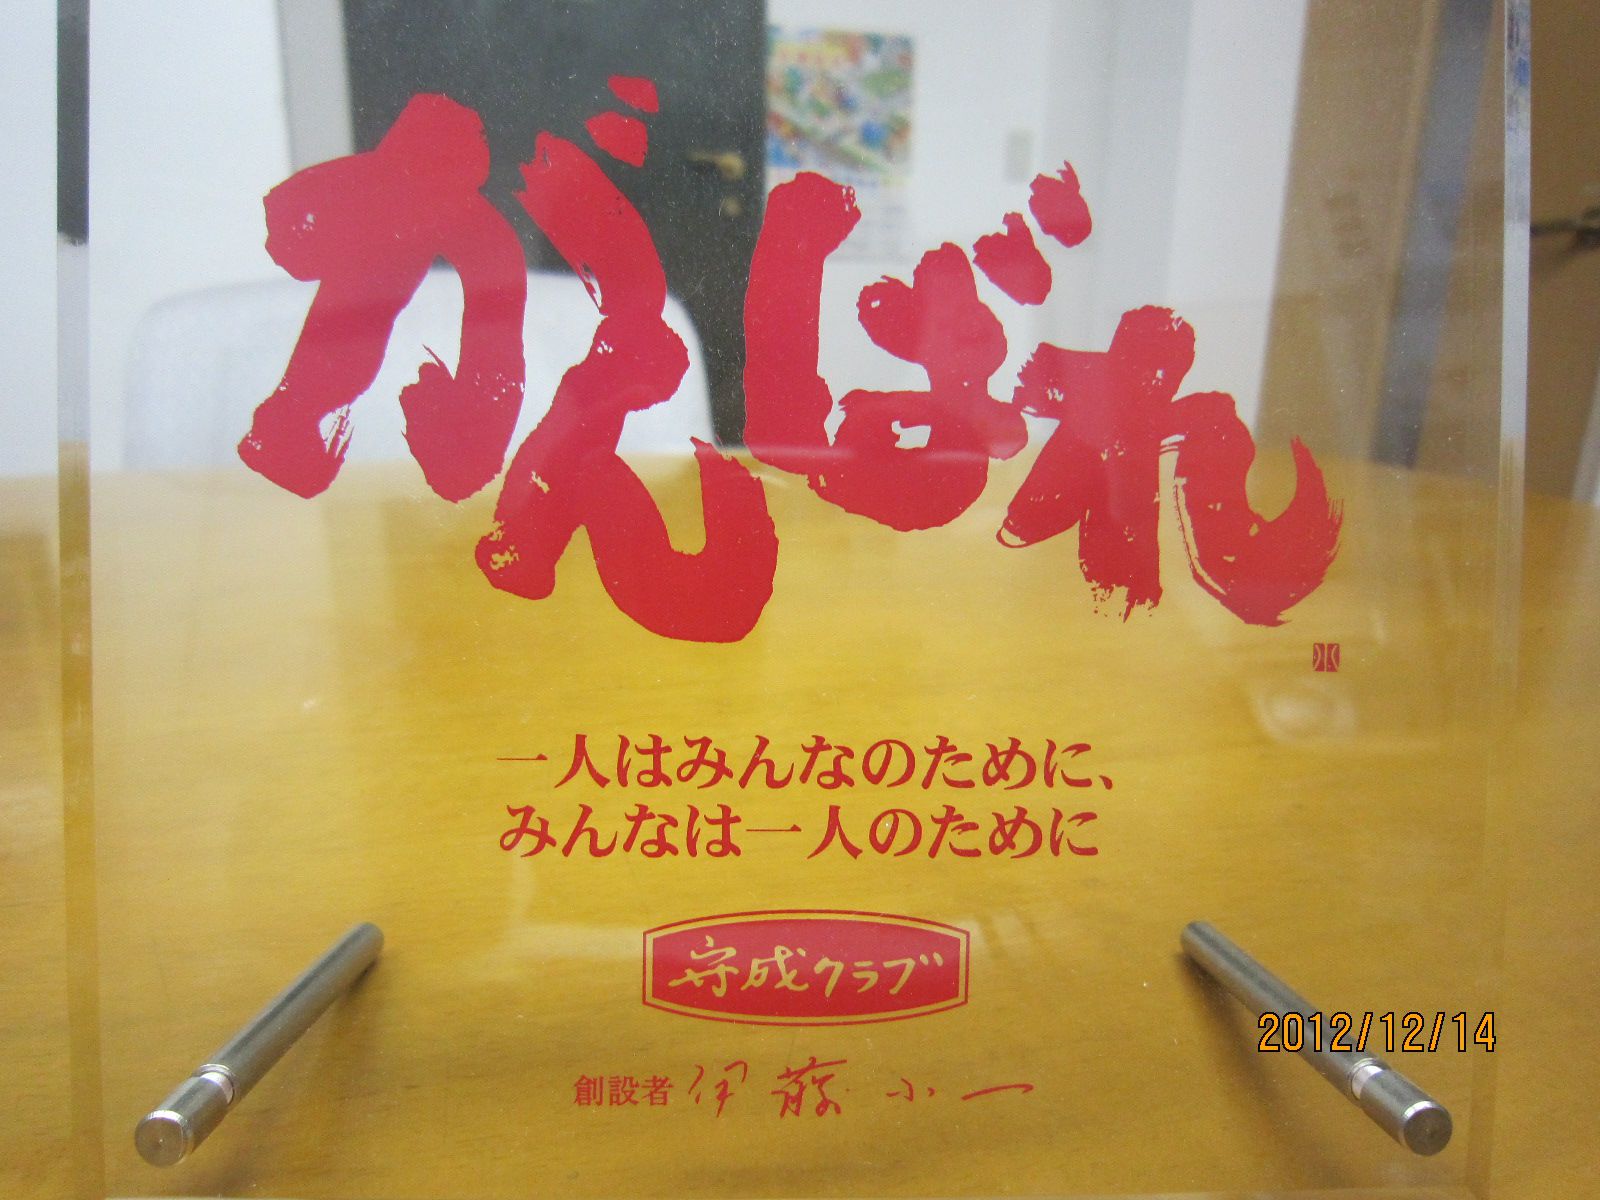 がんばれ
一人はみんなのために、
みんなは一人のために
守成クラブ
創設者 伊藤小一
2012/12/14